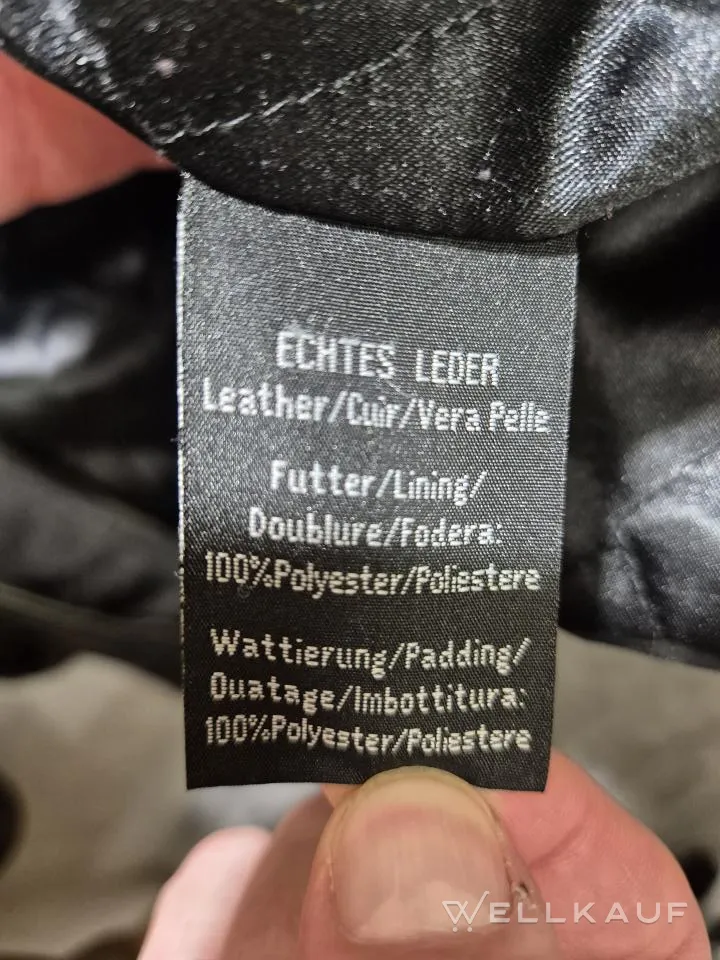 ECHTES LEDER
Leather/Cuir/Vera Pelle
Futter/Lining/
Doublure/Fodera:
100%Polyester/Poliestere
Wattierung/Padding/
Ouatage/Imbottitura:
100%Polyester/Poliestere
WELLKAUF